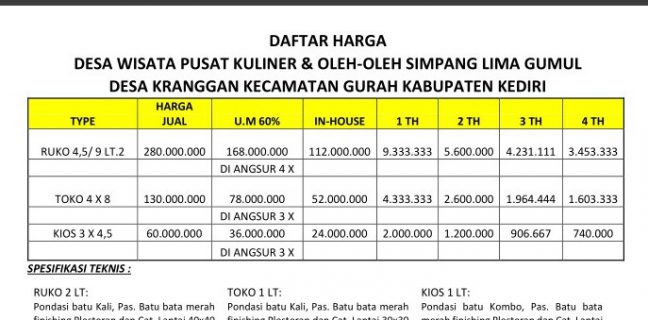 DAFTAR HARGA
DESA WISATA PUSAT KULINER & OLEH-OLEH SIMPANG LIMA GUMUL
DESA KRANGGAN KECAMATAN GURAH KABUPATEN KEDIRI
TYPE HARGA JUAL U.M 60% IN-HOUSE 1 TH 2 TH 3 TH 4 TH
RUKO 4,5/ 9 LT.2 280.000.000 168.000.000 112.000.000 9.333.333 5.600.000 4.231.111 3.453.333
DI ANGSUR 4 X
TOKO 4 X 8 130.000.000 78.000.000 52.000.000 4.333.333 2.600.000 1.964.444 1.603.333
DI ANGSUR 3 X
KIOS 3 X 4,5 60.000.000 36.000.000 24.000.000 2.000.000 1.200.000 906.667 740.000
DI ANGSUR 3 X
SPESIFIKASI TEKNIS :
RUKO 2 LT:
Pondasi batu Kali, Pas. Batu bata merah
finishing Plesteran dan Cat. Lantai 40x40
TOKO 1 LT:
Pondasi batu Kali, Pas. Batu bata merah
finishing Plesteran dan Cat. Lantai 30x30
KIOS 1 LT:
Pondasi batu Kombo, Pas. Batu bata
merah finishing Plesteran dan Cat. Lantai